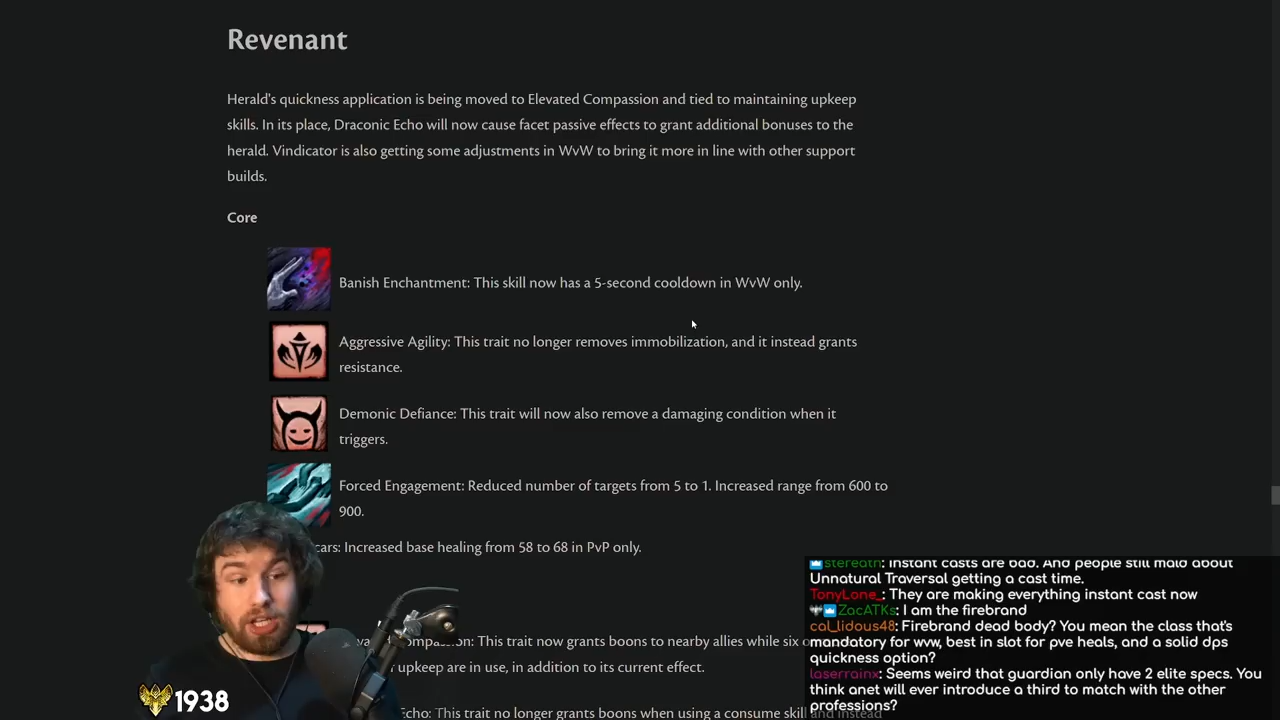 Revenant
Herald's quickness application is being moved to Elevated Compassion and tied to maintaining upkeep
skills. In its place, Draconic Echo will now cause facet passive effects to grant additional bonuses to the
herald. Vindicator is also getting some adjustments in WvW to bring it more in line with other support
builds.
Core
Banish Enchantment: This skill now has a 5-second cooldown in WvW only.
Aggressive Agility: This trait no longer removes immobilization, and it instead grants
resistance.
Demonic Defiance: This trait will now also remove a damaging condition when it
triggers.
Forced Engagement: Reduced number of targets from 5 to 1. Increased range from 600 to
900.
cars: Increased base healing from 58 to 68 in PvP only.
Compassion: This trait now grants boons to nearby allies while six o
upkeep are in use, in addition to its current effect.
Echo: This trait no longer grants boons when using a consume skill and instead
stereatn: Instant casts are bad. And people still mald about
Unnatural Traversal getting a cast time.
TonyLone_: They are making everything instant cast now
ZacATKs: I am the firebrand
cal_lidous48: Firebrand dead body? You mean the class that's
mandatory for wvw, best in slot for pve heals, and a solid dps
quickness option?
laserrainx: Seems weird that guardian only have 2 elite specs. You
think anet will ever introduce a third to match with the other
professions?
1938